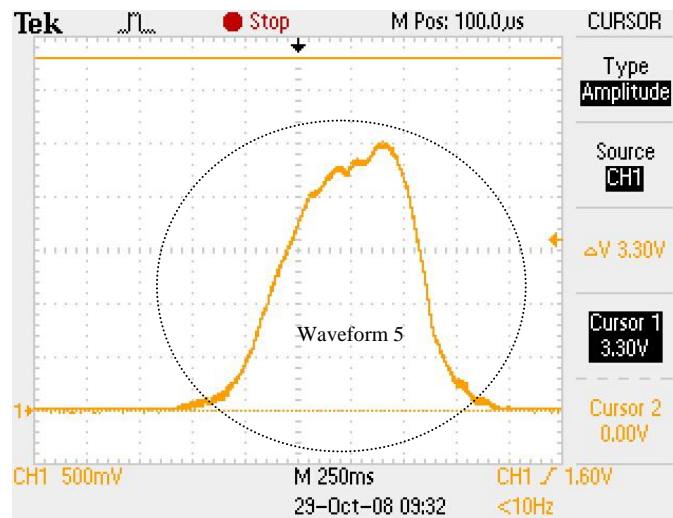 Tek Stop M Pos: 100.0µs CURSOR
Type
Amplitude
Source
CH1
△V 3.30V
Cursor 1
3.30V
Waveform 5
1
Cursor 2
0.00V
CH1 500mV M 250ms CH1 1.60V
29-Oct-08 09:32 <10Hz